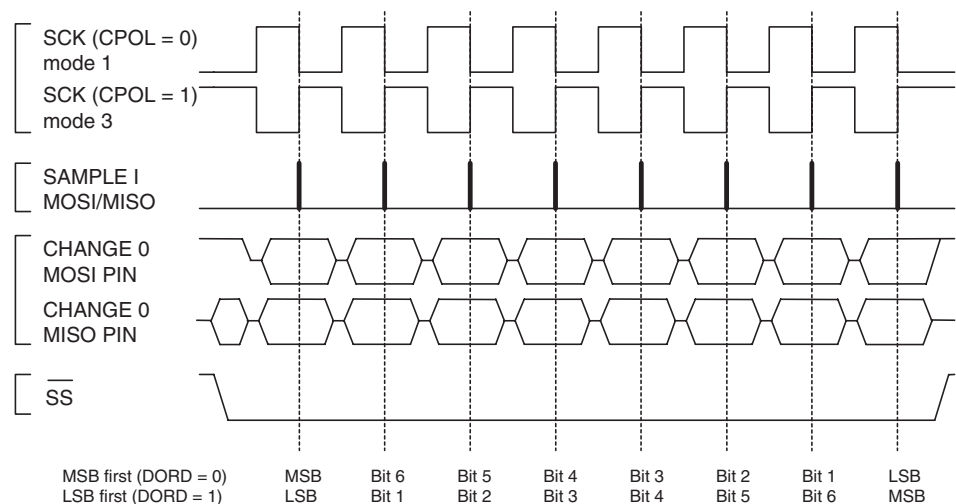 SCK (CPOL = 0)
mode 1
SCK (CPOL = 1)
mode 3
SAMPLE I
MOSI/MISO
CHANGE 0
MOSI PIN
CHANGE 0
MISO PIN
SS
MSB first (DORD = 0) MSB Bit 6 Bit 5 Bit 4 Bit 3 Bit 2 Bit 1 LSB
LSB first (DORD = 1) LSB Bit 1 Bit 2 Bit 3 Bit 4 Bit 5 Bit 6 MSB